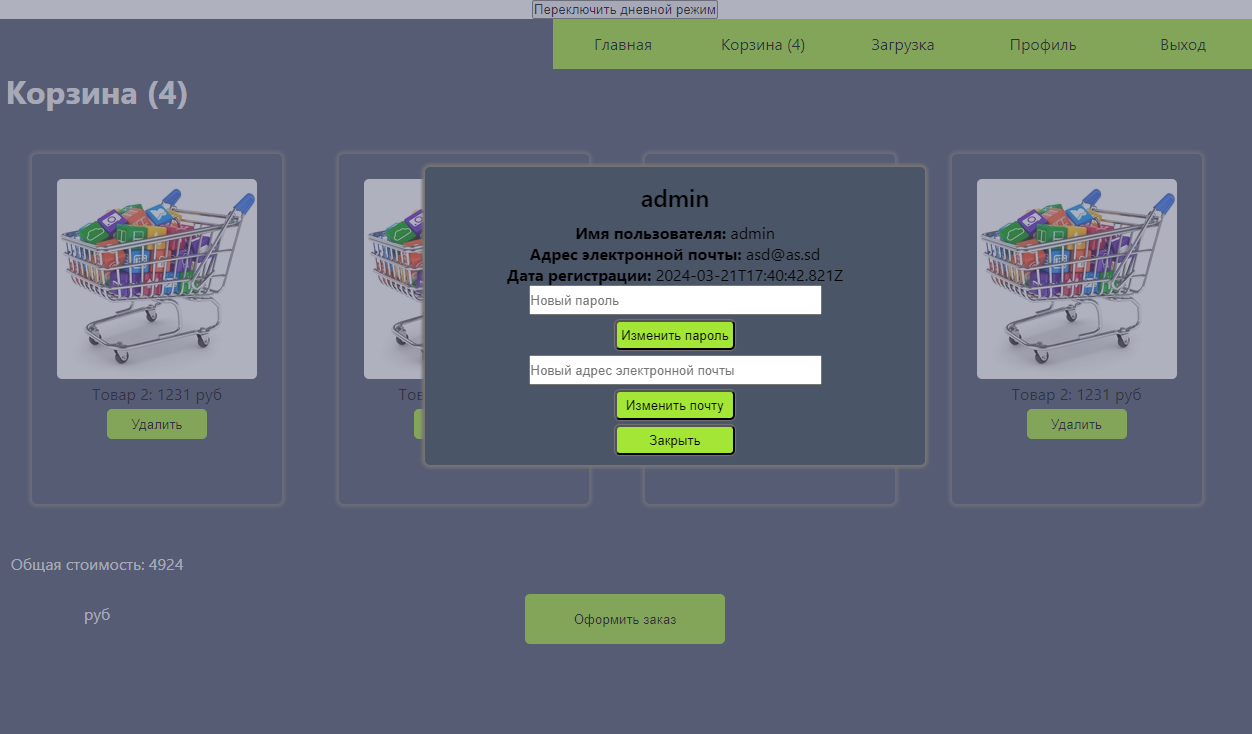 Переключить дневной режим
Главная Корзина (4) Загрузка Профиль Выход
Корзина (4)
admin
Имя пользователя: admin
Адрес электронной почты: asd@as.sd
Дата регистрации: 2024-03-21T17:40:42.821Z
Новый пароль
Изменить пароль
Новый адрес электронной почты
Изменить почту
Закрыть
Товар 2: 1231 руб
Удалить
Товар 2: 1231 руб
Удалить
Общая стоимость: 4924
руб
Оформить заказ